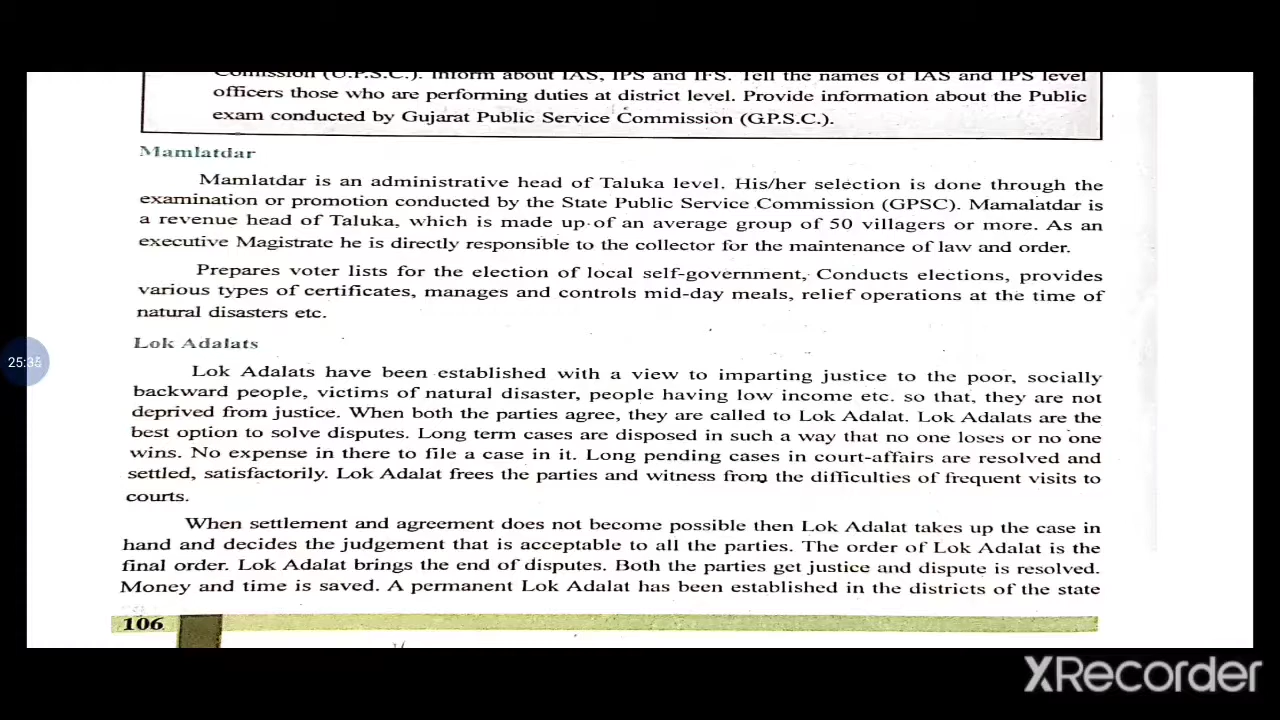 Comission (U.P.S.C.). Inform about IAS, IPS and IFS. Tell the names of IAS and IPS level
officers those who are performing duties at district level. Provide information about the Public
exam conducted by Gujarat Public Service Commission (G.P.S.C.).
Mamlatdar
Mamlatdar is an administrative head of Taluka level. His/her selection is done through the
examination or promotion conducted by the State Public Service Commission (GPSC). Mamalatdar is
a revenue head of Taluka, which is made up of an average group of 50 villagers or more. As an
executive Magistrate he is directly responsible to the collector for the maintenance of law and order.
Prepares voter lists for the election of local self-government, Conducts elections, provides
various types of certificates, manages and controls mid-day meals, relief operations at the time of
natural disasters etc.
Lok Adalats
25:35
Lok Adalats have been established with a view to imparting justice to the poor, socially
backward people, victims of natural disaster, people having low income etc. so that, they are not
deprived from justice. When both the parties agree, they are called to Lok Adalat. Lok Adalats are the
best option to solve disputes. Long term cases are disposed in such a way that no one loses or no one
wins. No expense in there to file a case in it. Long pending cases in court-affairs are resolved and
settled, satisfactorily. Lok Adalat frees the parties and witness from the difficulties of frequent visits to
courts.
When settlement and agreement does not become possible then Lok Adalat takes up the case in
hand and decides the judgement that is acceptable to all the parties. The order of Lok Adalat is the
final order. Lok Adalat brings the end of disputes. Both the parties get justice and dispute is resolved.
Money and time is saved. A permanent Lok Adalat has been established in the districts of the state
106
XRecorder